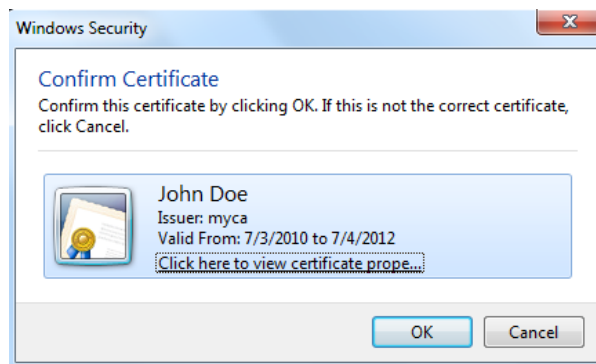 Windows Security
Confirm Certificate
Confirm this certificate by clicking OK. If this is not the correct certificate,
click Cancel.
John Doe
Issuer: myca
Valid From: 7/3/2010 to 7/4/2012
Click here to view certificate prope...
OK
Cancel